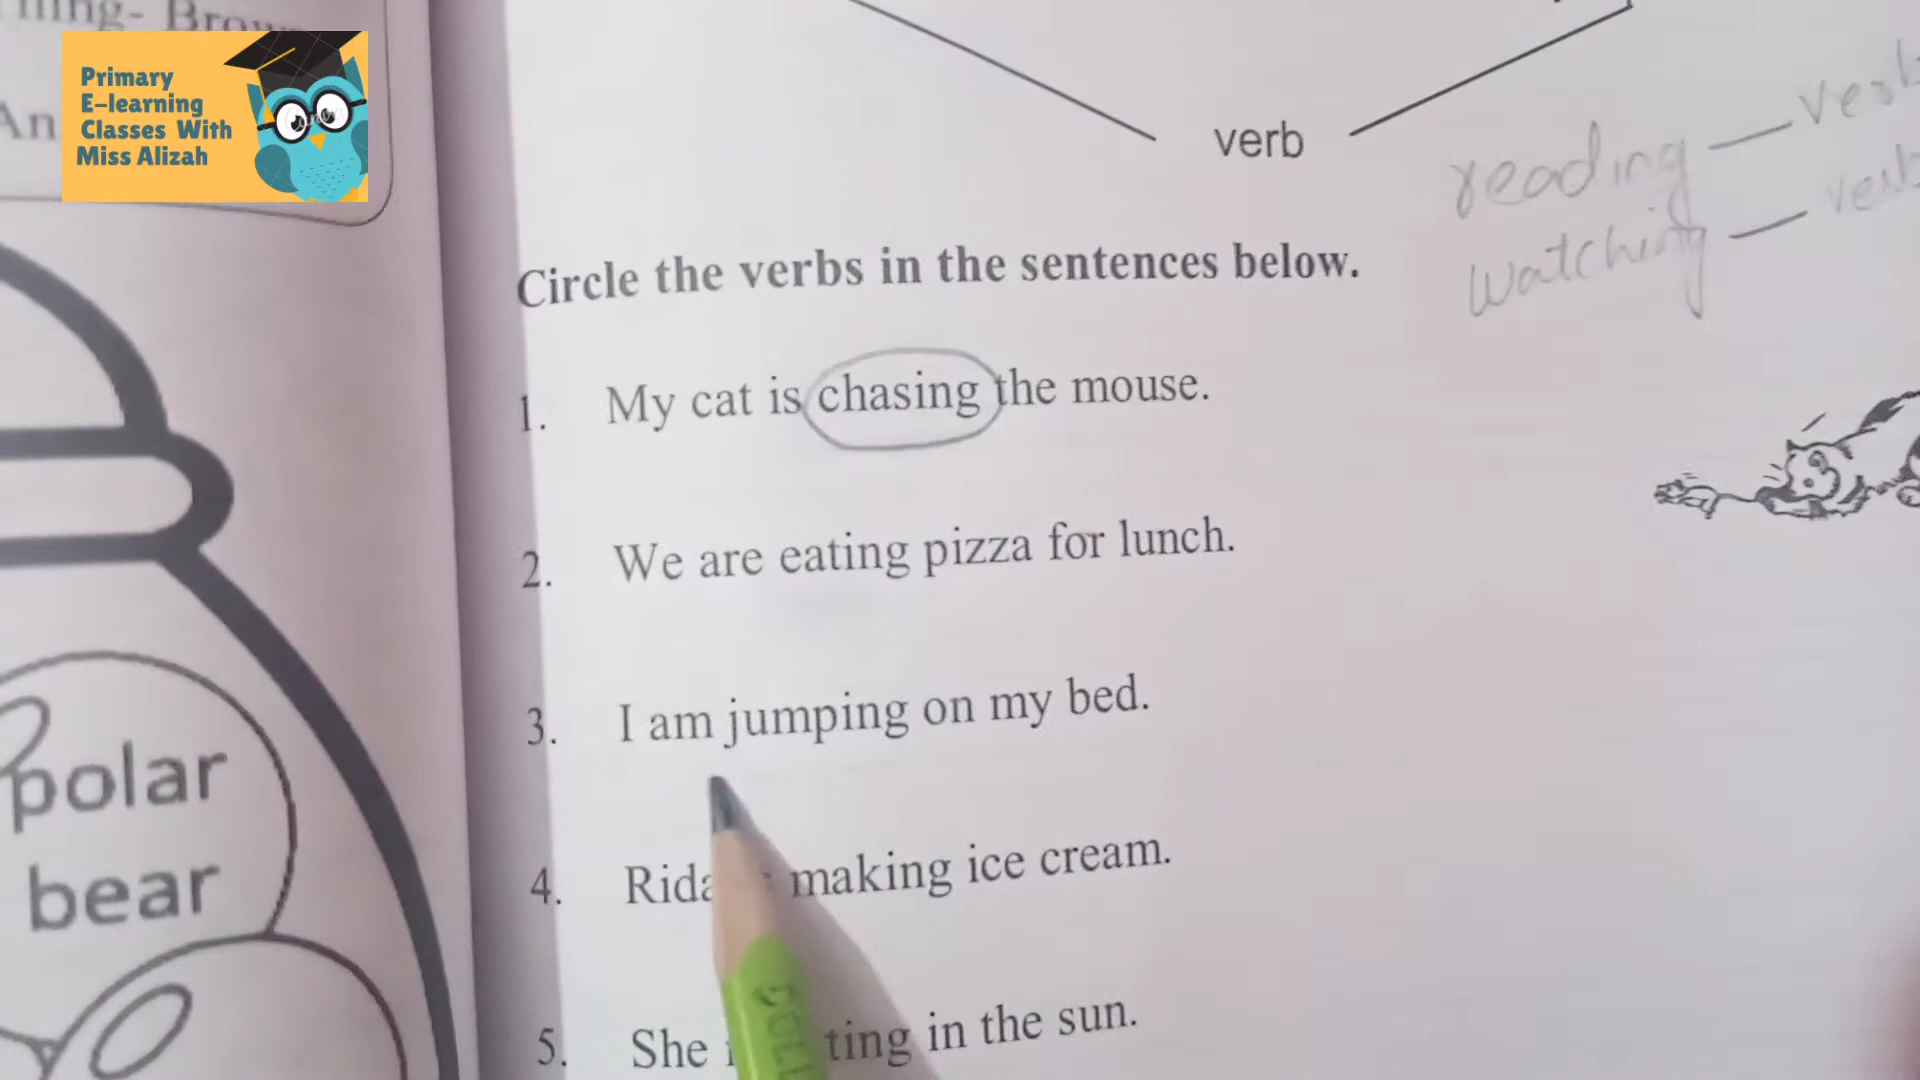 Primary
E-learning
Classes With
Miss Alizah
An
verb
reading — verb
watching — verb
Circle the verbs in the sentences below.
1. My cat is chasing the mouse.
2. We are eating pizza for lunch.
3. I am jumping on my bed.
4. Rida making ice cream.
5. She ting in the sun.
polar
bear